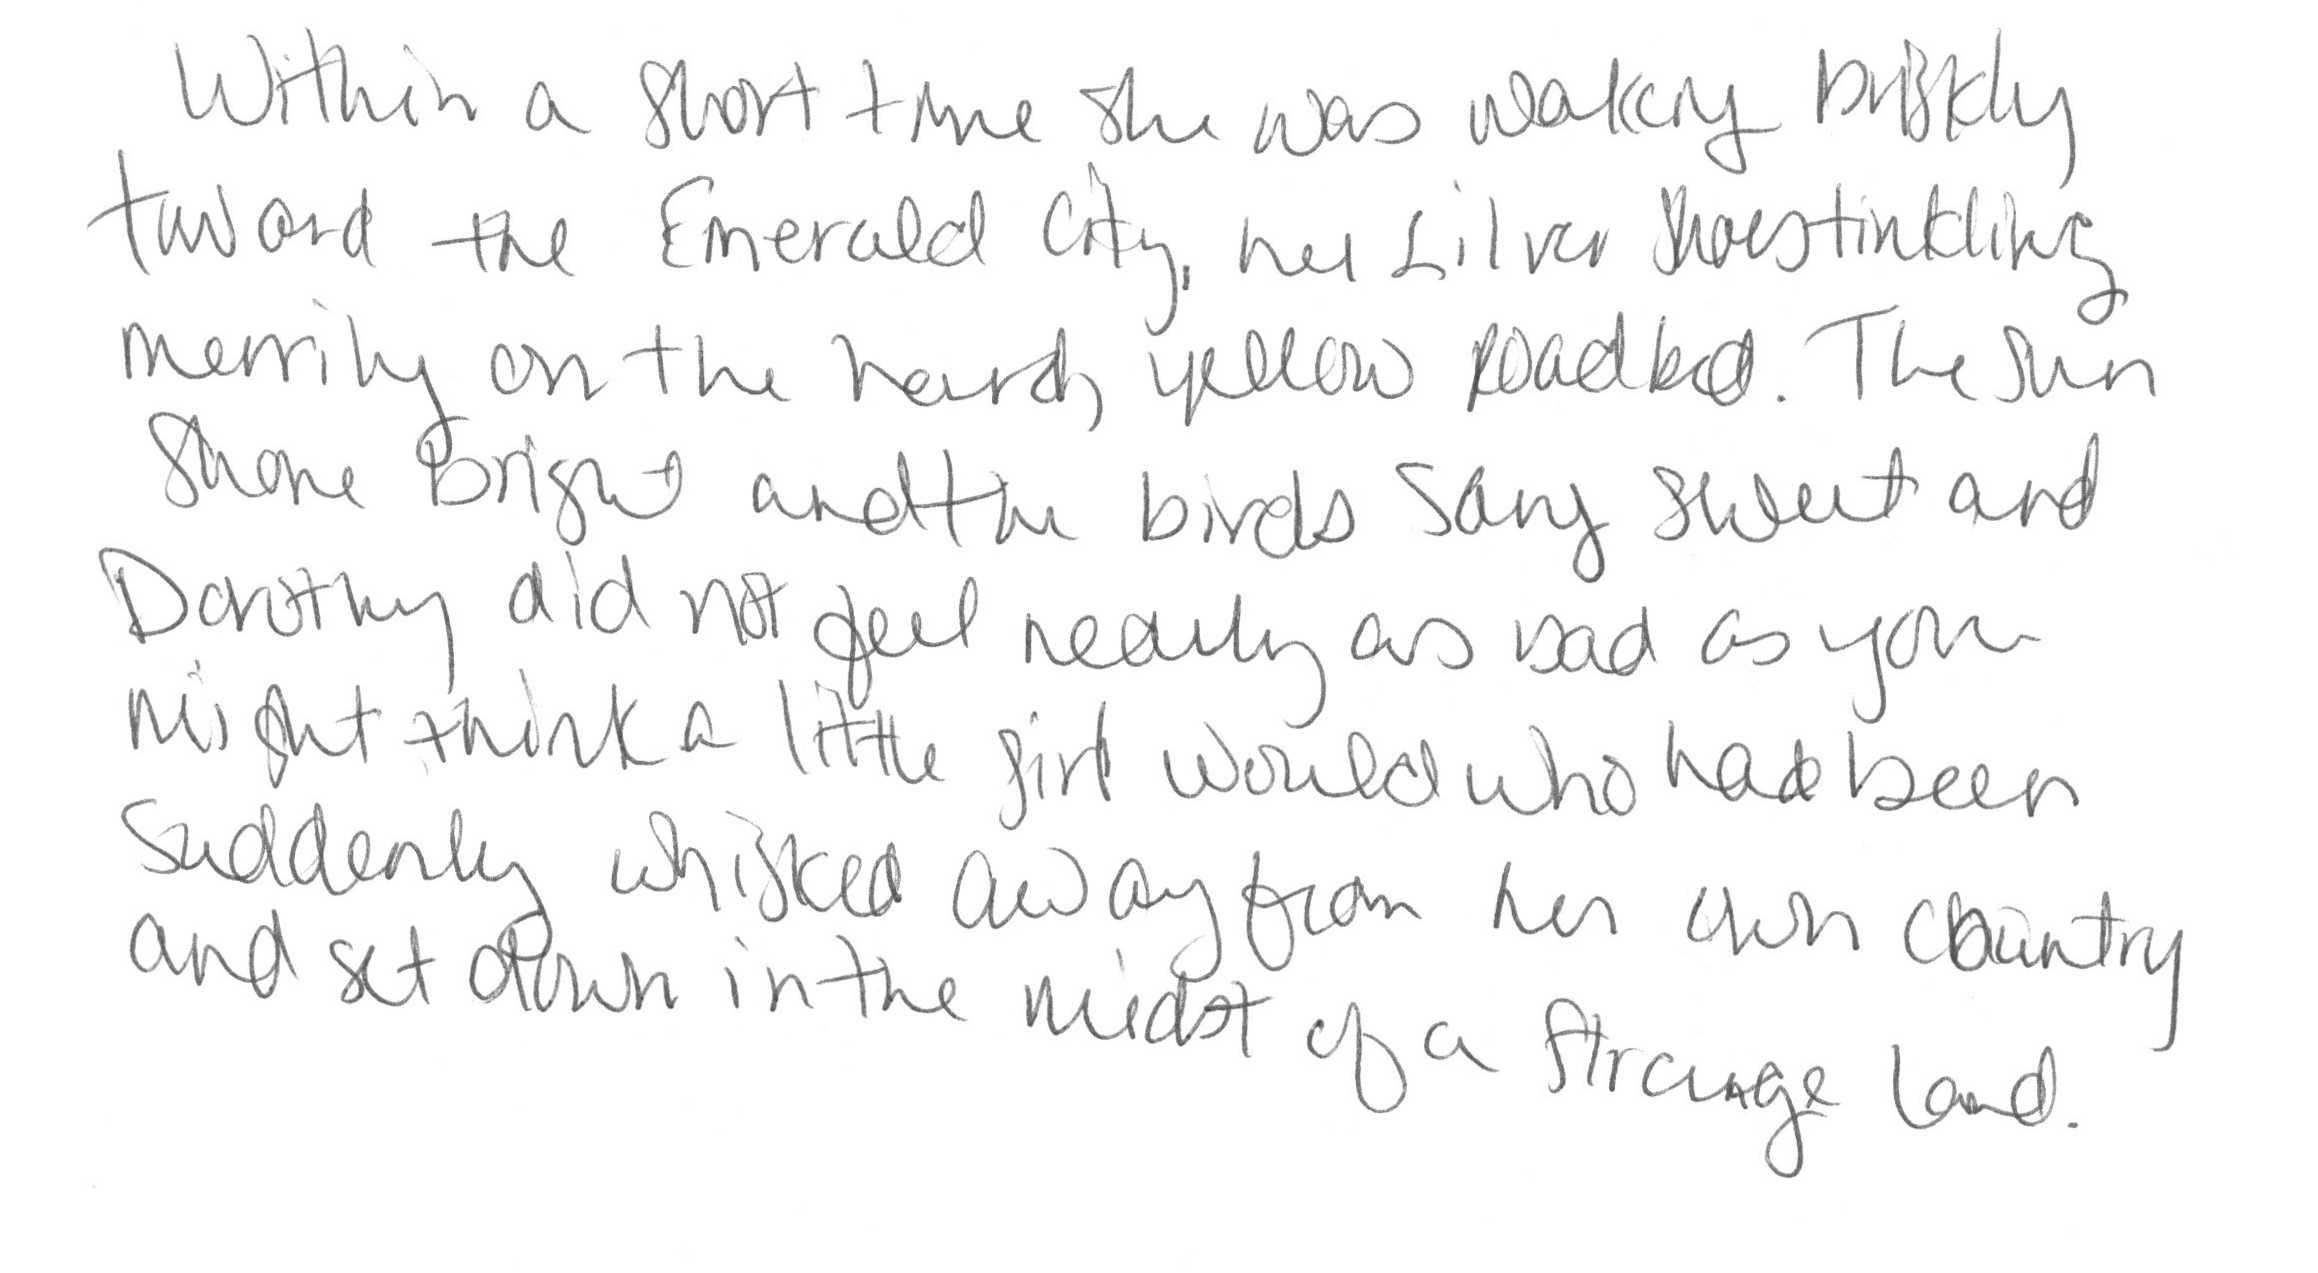 Within a short time she was walking briskly
toward the Emerald City, her silver shoes tinkling
merrily on the hard, yellow roadbed. The sun
shone bright and the birds sang sweet and
Dorothy did not feel nearly as bad as you
might think a little girl would who had been
suddenly whisked away from her own country
and set down in the midst of a strange land.